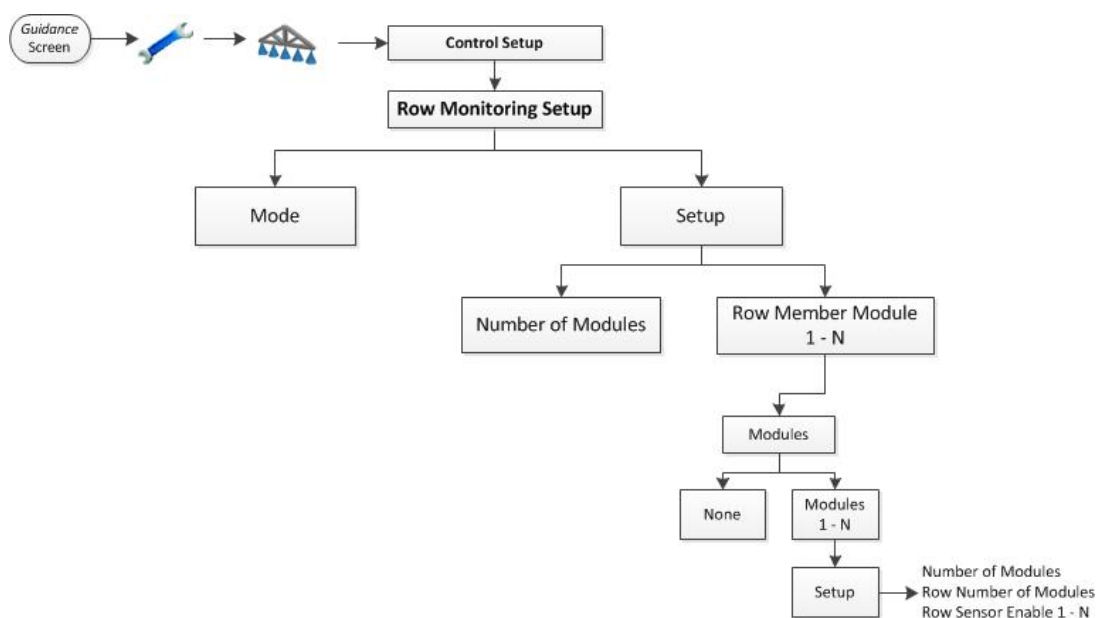 Guidance
Screen
Control Setup
Row Monitoring Setup
Mode
Setup
Number of Modules
Row Member Module
1 - N
Modules
None
Modules
1 - N
Setup
Number of Modules
Row Number of Modules
Row Sensor Enable 1 - N